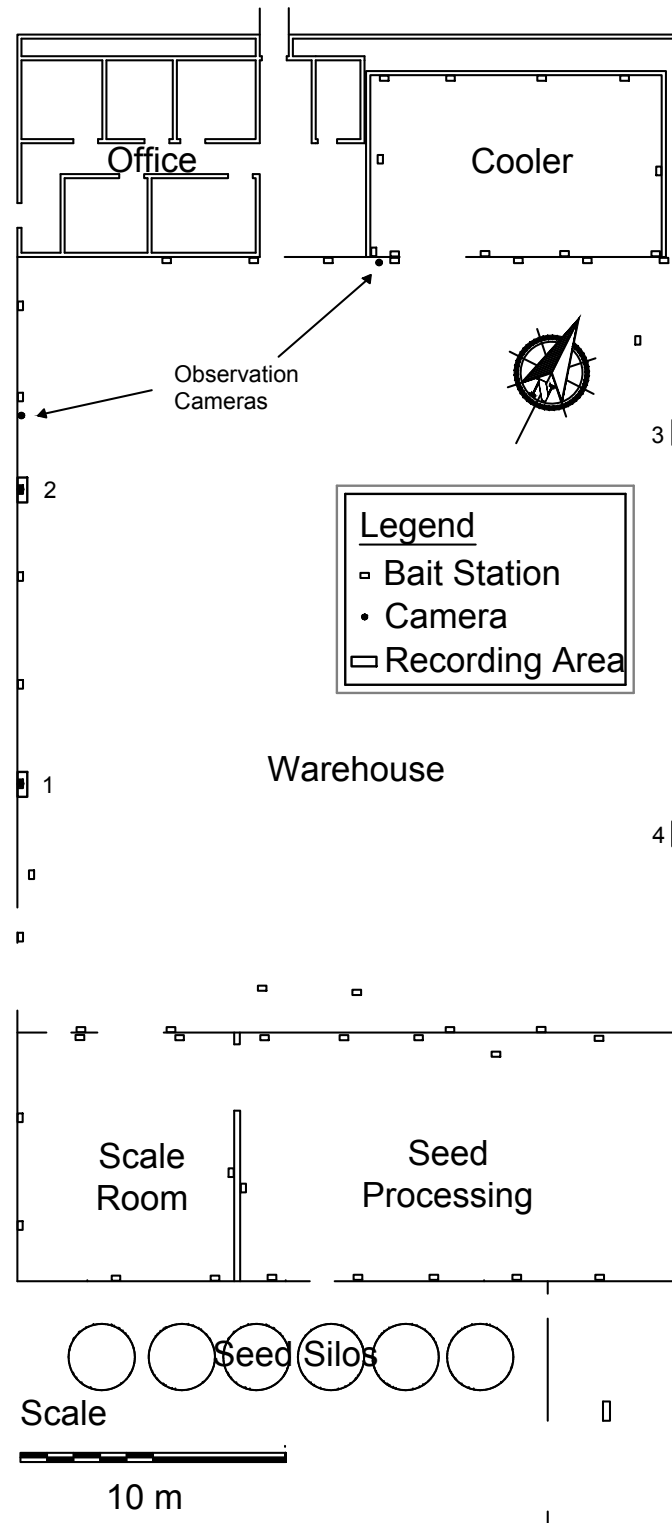 Office
Cooler
Observation
Cameras
N
3
2
Legend
Bait Station
Camera
Recording Area
Warehouse
1
4
Scale
Room
Seed
Processing
Seed Silos
Scale
10 m